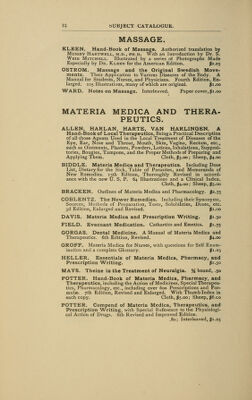 32 SUBJECT CATALOGUE.
MASSAGE.
KLEEN. Hand-Book of Massage. Authorized translation by
MUSSEY HARTWELL, M.D., PH.D. With an Introduction by Dr. S.
WEIR MITCHELL. Illustrated by a series of Photographs Made
Especially by DR. KLEEN for the American Edition.
OSTROM. Massage and the Original Swedish Move-
ments. Their Application to Various Diseases of the Body. A
Manual for Students, Nurses, and Physicians. Fourth Edition, En-
larged. 105 Illustrations, many of which are original. $1.00
WARD. Notes on Massage. Interleaved. Paper cover, $1.00
MATERIA MEDICA AND THERA-
PEUTICS.
ALLEN, HARLAN, HARTE, VAN HARLINGEN. A
Hand-Book of Local Therapeutics, Being a Practical Description
of all those Agents Used in the Local Treatment of Diseases of the
Eye, Ear, Nose and Throat, Mouth, Skin, Vagina, Rectum, etc.,
such as Ointments, Plasters, Powders, Lotions, Inhalations, Supposi-
tories, Bougies, Tampons, and the Proper Methods of Preparing and
Applying Them. Cloth, $3.00; Sheep, $4.00
BIDDLE. Materia Medica and Therapeutics. Including Dose
List, Dietary for the Sick, Table of Parasites, and Memoranda of
New Remedies. 13th Edition, Thoroughly Revised in accord-
ance with the new U. S. P. 64 Illustrations and a Clinical Index.
Cloth, $4.00; Sheep, $5.00
BRACKEN. Outlines of Materia Medica and Pharmacology. $2.75
COBLENTZ. The Newer Remedies. Including their Synonyms,
Sources, Methods of Preparation, Tests, Solubilities, Doses, etc.
3d Edition, Enlarged and Revised. $1.00
DAVIS. Materia Medica and Prescription Writing. $1.50
FIELD. Evacuant Medication. Cathartics and Emetics. $1.75
GORGAS. Dental Medicine. A Manual of Materia Medica and
Therapeutics. 6th Edition, Revised.
GROFF. Materia Medica for Nurses, with questions for Self Exam-
ination and a complete Glossary. $1.25
HELLER. Essentials of Materia Medica, Pharmacy, and
Prescription Writing. $1.50
MAYS. Theine in the Treatment of Neuralgia. ½ bound, .50
POTTER. Hand-Book of Materia Medica, Pharmacy, and
Therapeutics, including the Action of Medicines, Special Therapeu-
tics, Pharmacology, etc., including over 600 Prescriptions and For-
mulæ. 7th Edition, Revised and Enlarged. With Thumb Index in
each copy. Cloth, $5.00; Sheep, $6.00
POTTER. Compend of Materia Medica, Therapeutics, and
Prescription Writing, with Special Reference to the Physiologi-
cal Action of Drugs. 6th Revised and Improved Edition.
.80; Interleaved, $1.25